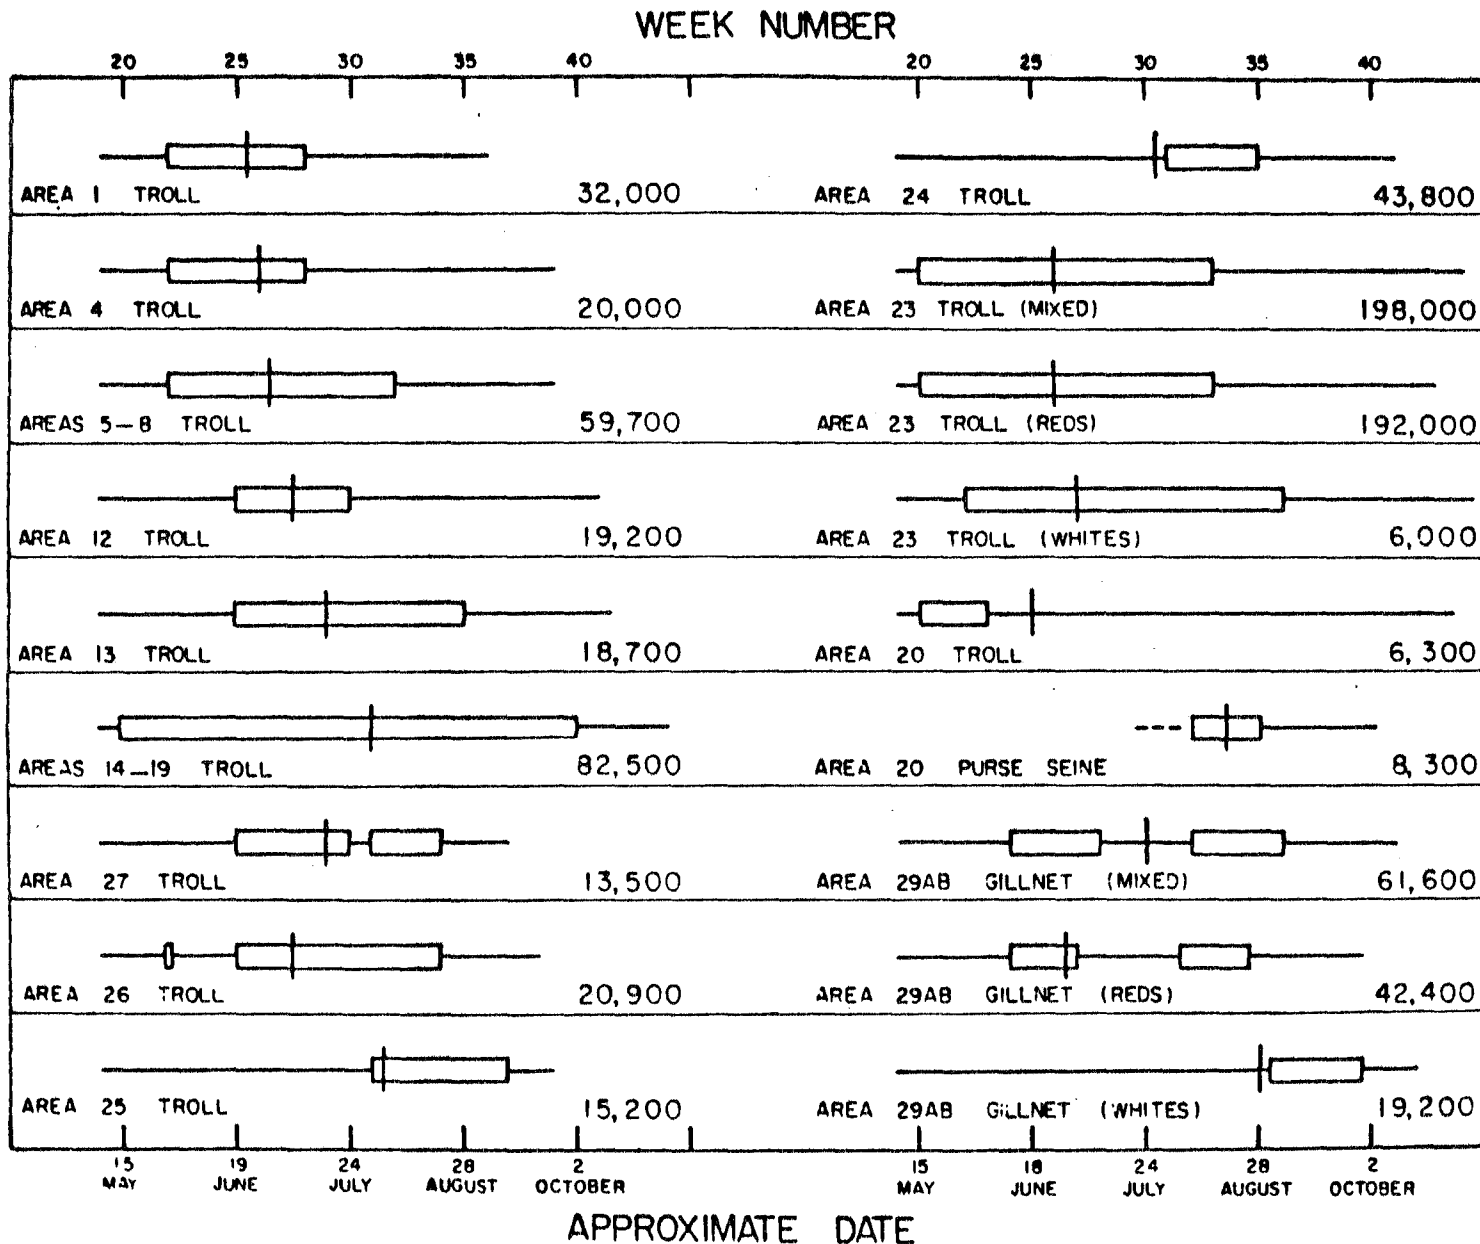 WEEK NUMBER
20 25 30 35 40 20 25 30 35 40
AREA 1 TROLL 32,000
AREA 24 TROLL 43,800
AREA 4 TROLL 20,000
AREA 23 TROLL (MIXED) 198,000
AREAS 5-8 TROLL 59,700
AREA 23 TROLL (REDS) 192,000
AREA 12 TROLL 19,200
AREA 23 TROLL (WHITES) 6,000
AREA 13 TROLL 18,700
AREA 20 TROLL 6,300
AREAS 14-19 TROLL 82,500
AREA 20 PURSE SEINE 8,300
AREA 27 TROLL 13,500
AREA 29AB GILLNET (MIXED) 61,600
AREA 26 TROLL 20,900
AREA 29AB GILLNET (REDS) 42,400
AREA 25 TROLL 15,200
AREA 29AB GILLNET (WHITES) 19,200
15 19 24 28 2 15 18 24 28 2
MAY JUNE JULY AUGUST OCTOBER MAY JUNE JULY AUGUST OCTOBER
APPROXIMATE DATE